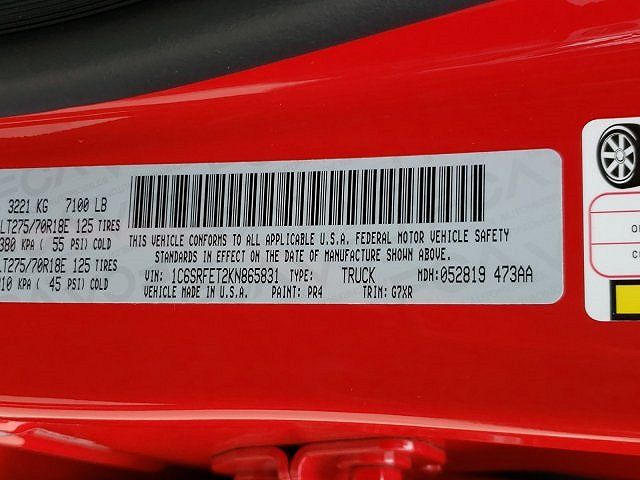 3221 KG 7100 LB
LT275/70R18E 125 TIRES
380 KPA ( 55 PSI) COLD
LT275/70R18E 125 TIRES
10 KPA ( 45 PSI) COLD
THIS VEHICLE CONFORMS TO ALL APPLICABLE U.S.A. FEDERAL MOTOR VEHICLE SAFETY
STANDARDS IN EFFECT ON THE DATE OF MANUFACTURE SHOWN ABOVE.
VIN: 1C6SRFET2KN865831 TYPE: TRUCK MDH:052819 473AA
VEHICLE MADE IN U.S.A. PAINT: PR4 TRIM: G7XR